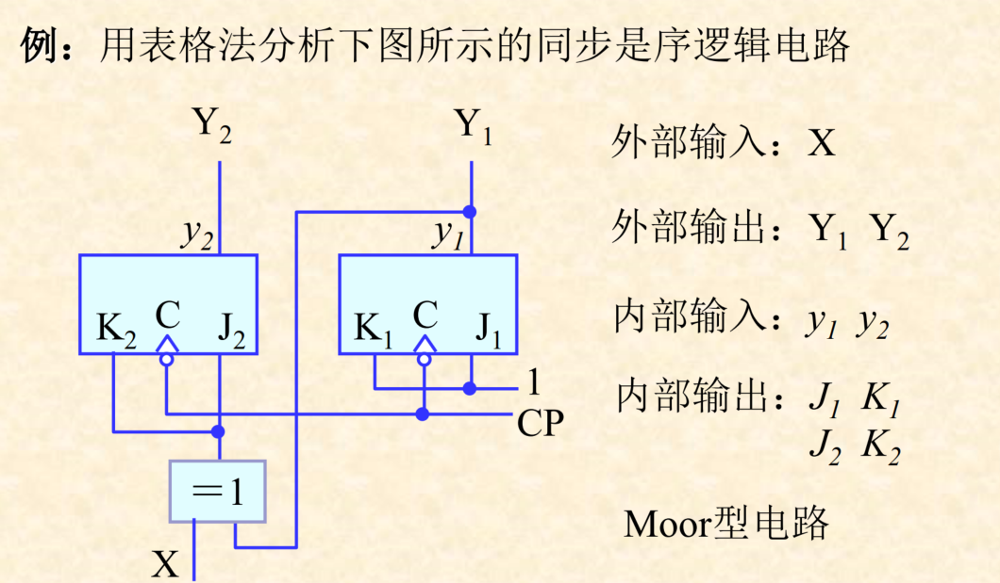 例：用表格法分析下图所示的同步是序逻辑电路
Y₂
Y₁
外部输入：X
y₂
y₁
外部输出：Y₁ Y₂
K₂ C J₂
K₁ C J₁
内部输入：y₁ y₂
1
CP
内部输出：J₁ K₁
J₂ K₂
=1
X
Moor型电路